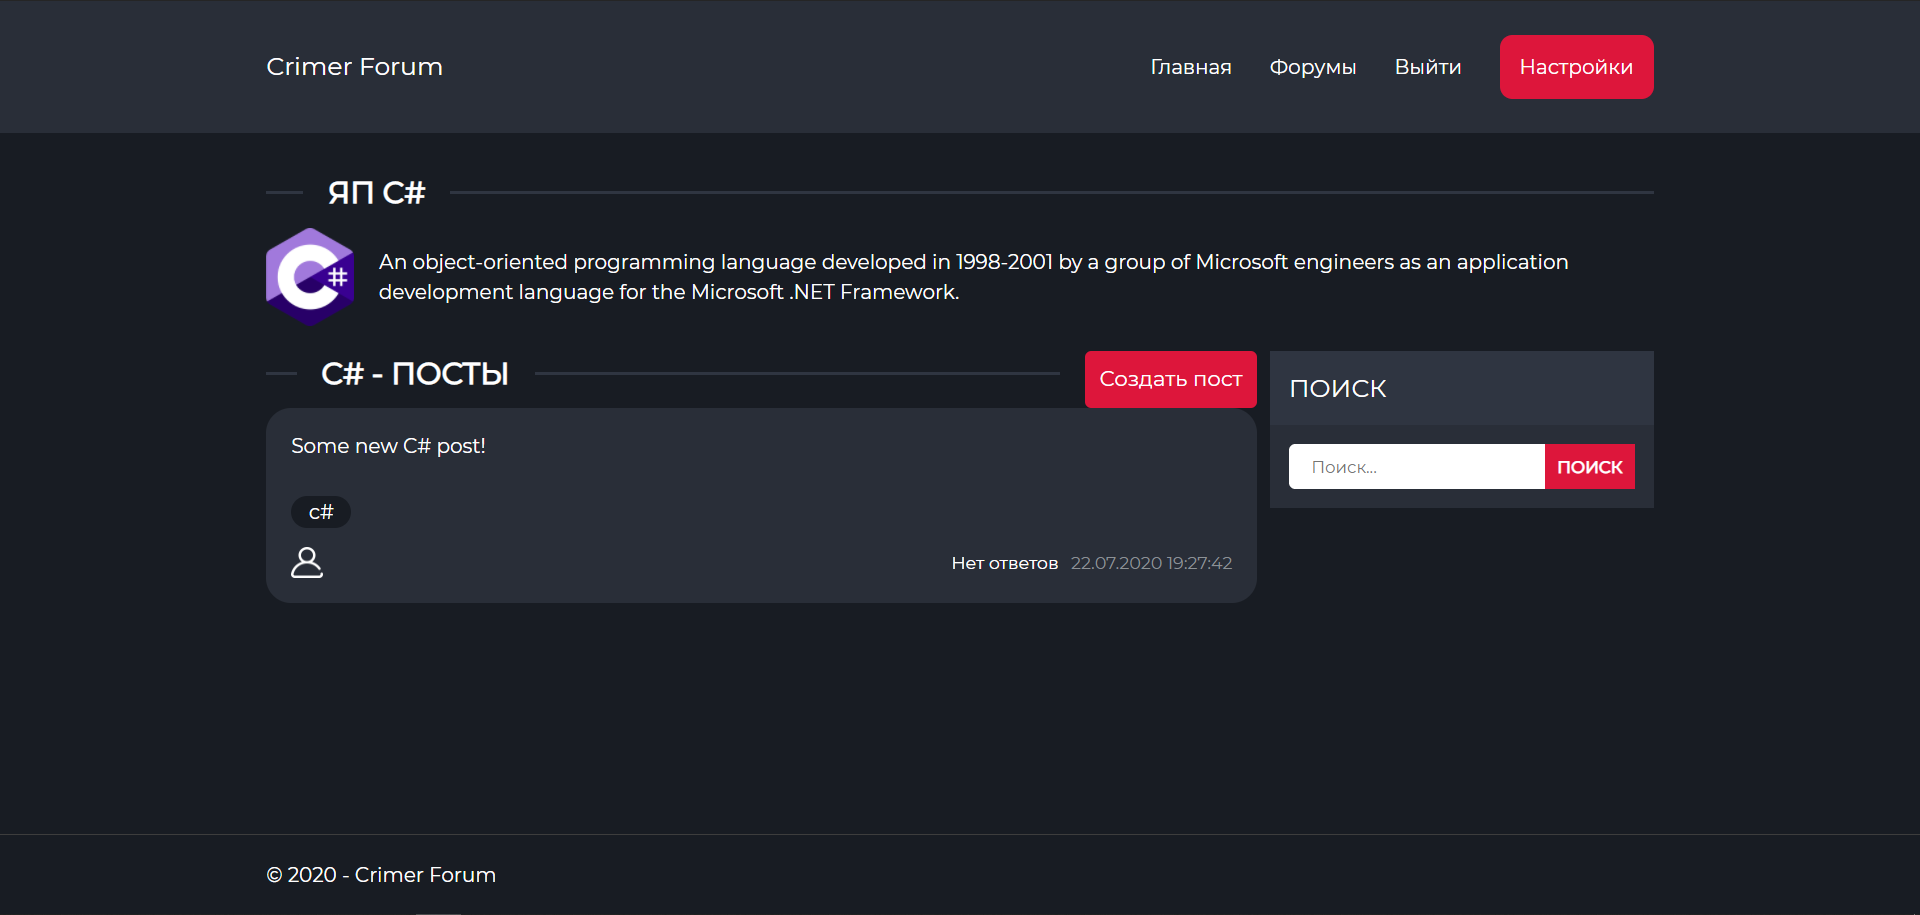 Crimer Forum
Главная
Форумы
Выйти
Настройки
ЯП C#
C#
An object-oriented programming language developed in 1998-2001 by a group of Microsoft engineers as an application
development language for the Microsoft .NET Framework.
C# - ПОСТЫ
Создать пост
ПОИСК
Поиск...
ПОИСК
Some new C# post!
c#
Нет ответов
22.07.2020 19:27:42
© 2020 - Crimer Forum